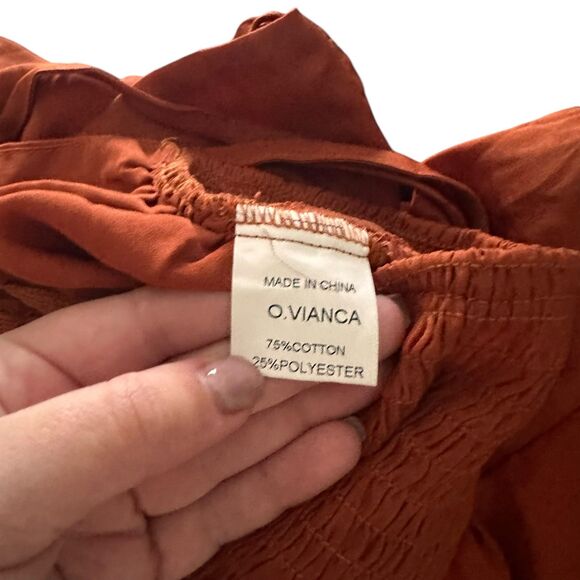 MADE IN CHINA
O.VIANCA
75%COTTON
25%POLYESTER